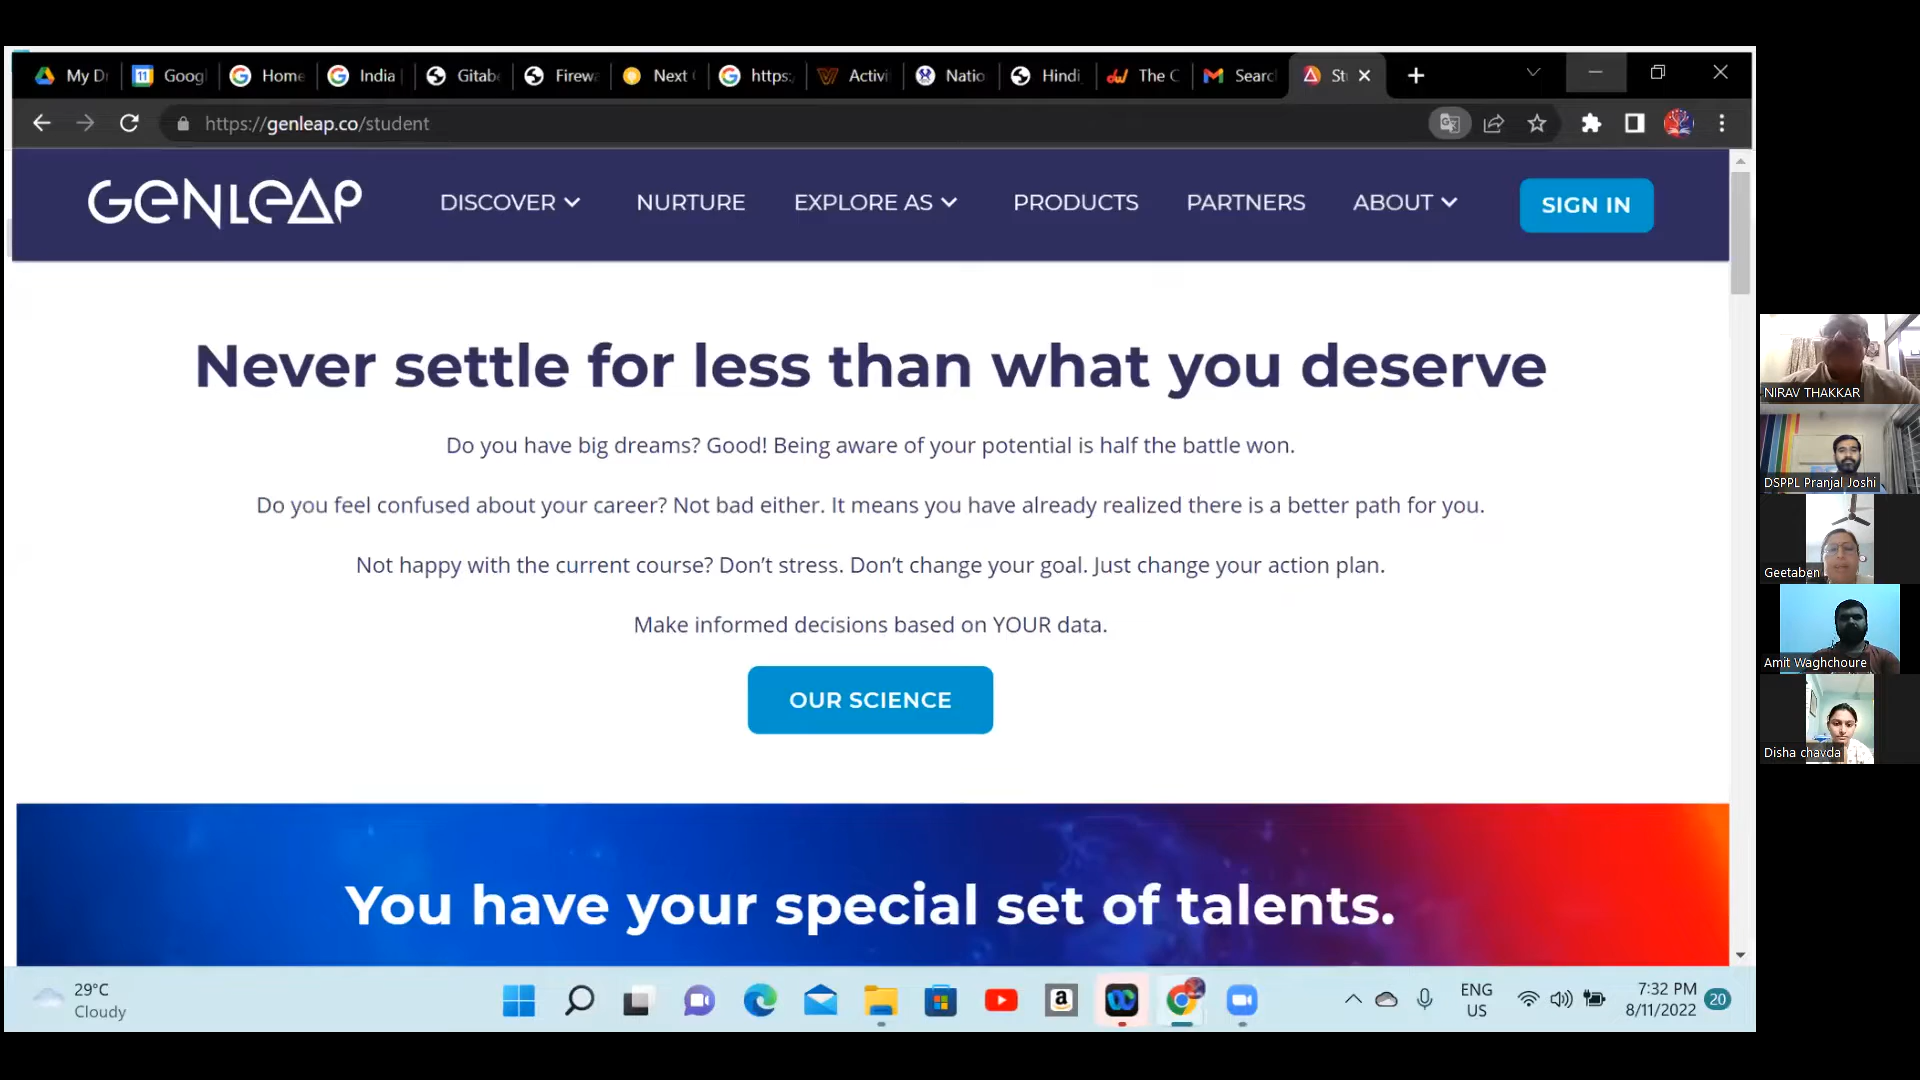 My D
Goog
Home
India
Gitab
Firew
Next
https:
Activi
Natio
Hindi
The C
Searc
St
https://genleap.co/student
GENLEAP
DISCOVER
NURTURE
EXPLORE AS
PRODUCTS
PARTNERS
ABOUT
SIGN IN
Never settle for less than what you deserve
Do you have big dreams? Good! Being aware of your potential is half the battle won.
Do you feel confused about your career? Not bad either. It means you have already realized there is a better path for you.
Not happy with the current course? Don’t stress. Don’t change your goal. Just change your action plan.
Make informed decisions based on YOUR data.
OUR SCIENCE
You have your special set of talents.
NIRAV THAKKAR
DSPPL Pranjal Joshi
Geetaben
Amit Waghchoure
Disha chavda
29°C
Cloudy
ENG
US
7:32 PM
8/11/2022
20